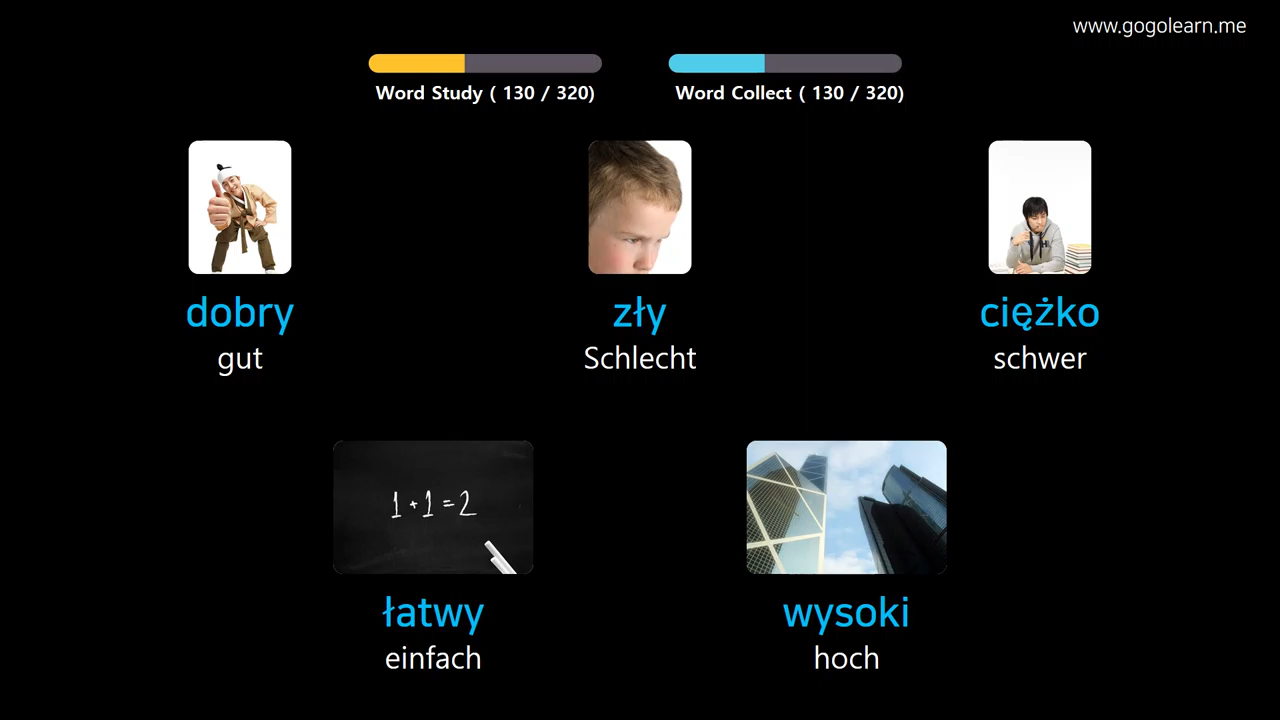 www.gogolearn.me
Word Study ( 130 / 320)
Word Collect ( 130 / 320)
dobry
gut
zły
Schlecht
ciężko
schwer
1+1=2
łatwy
einfach
wysoki
hoch